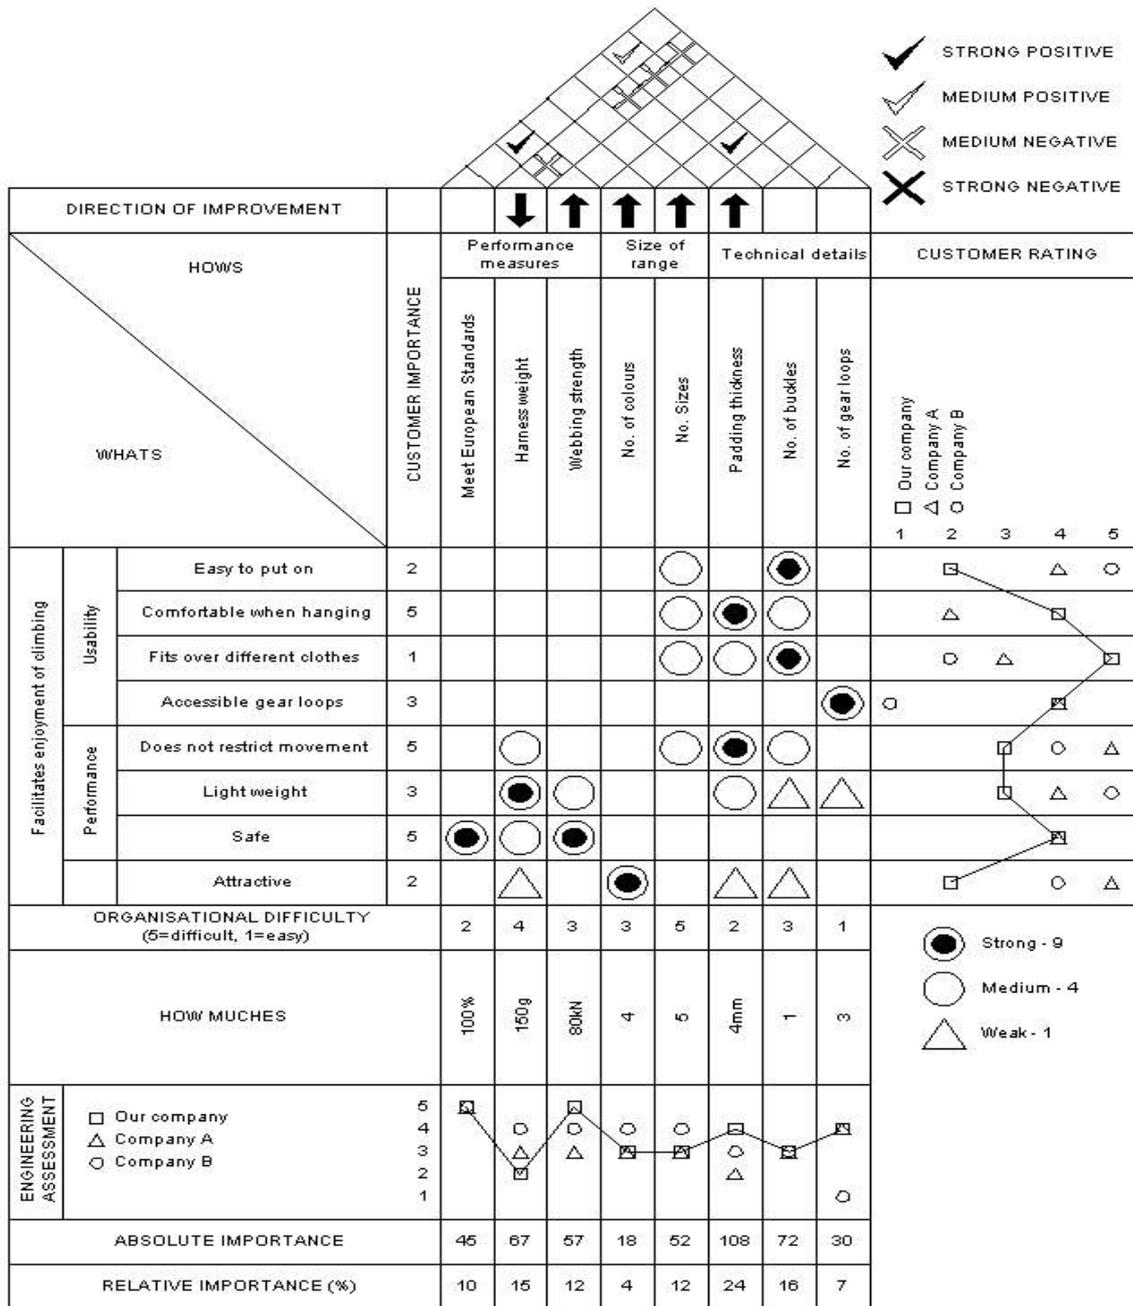 STRONG POSITIVE
MEDIUM POSITIVE
MEDIUM NEGATIVE
STRONG NEGATIVE
DIRECTION OF IMPROVEMENT
HOWS
WHATS
CUSTOMER IMPORTANCE
Performance measures
Size of range
Technical details
CUSTOMER RATING
Meet European Standards
Harness weight
Webbing strength
No. of colours
No. Sizes
Padding thickness
No. of buckles
No. of gear loops
Our company
Company A
Company B
1 2 3 4 5
Facilitates enjoyment of climbing
Usability
Easy to put on 2
Comfortable when hanging 5
Fits over different clothes 1
Accessible gear loops 3
Performance
Does not restrict movement 5
Light weight 3
Safe 5
Attractive 2
ORGANISATIONAL DIFFICULTY
(5=difficult, 1=easy)
2 4 3 3 5 2 3 1
Strong - 9
Medium - 4
Weak - 1
HOW MUCHES
100% 150g 80kN 4 5 4mm 1 3
ENGINEERING ASSESSMENT
Our company
Company A
Company B
5
4
3
2
1
ABSOLUTE IMPORTANCE 45 67 57 18 52 108 72 30
RELATIVE IMPORTANCE (%) 10 15 12 4 12 24 16 7